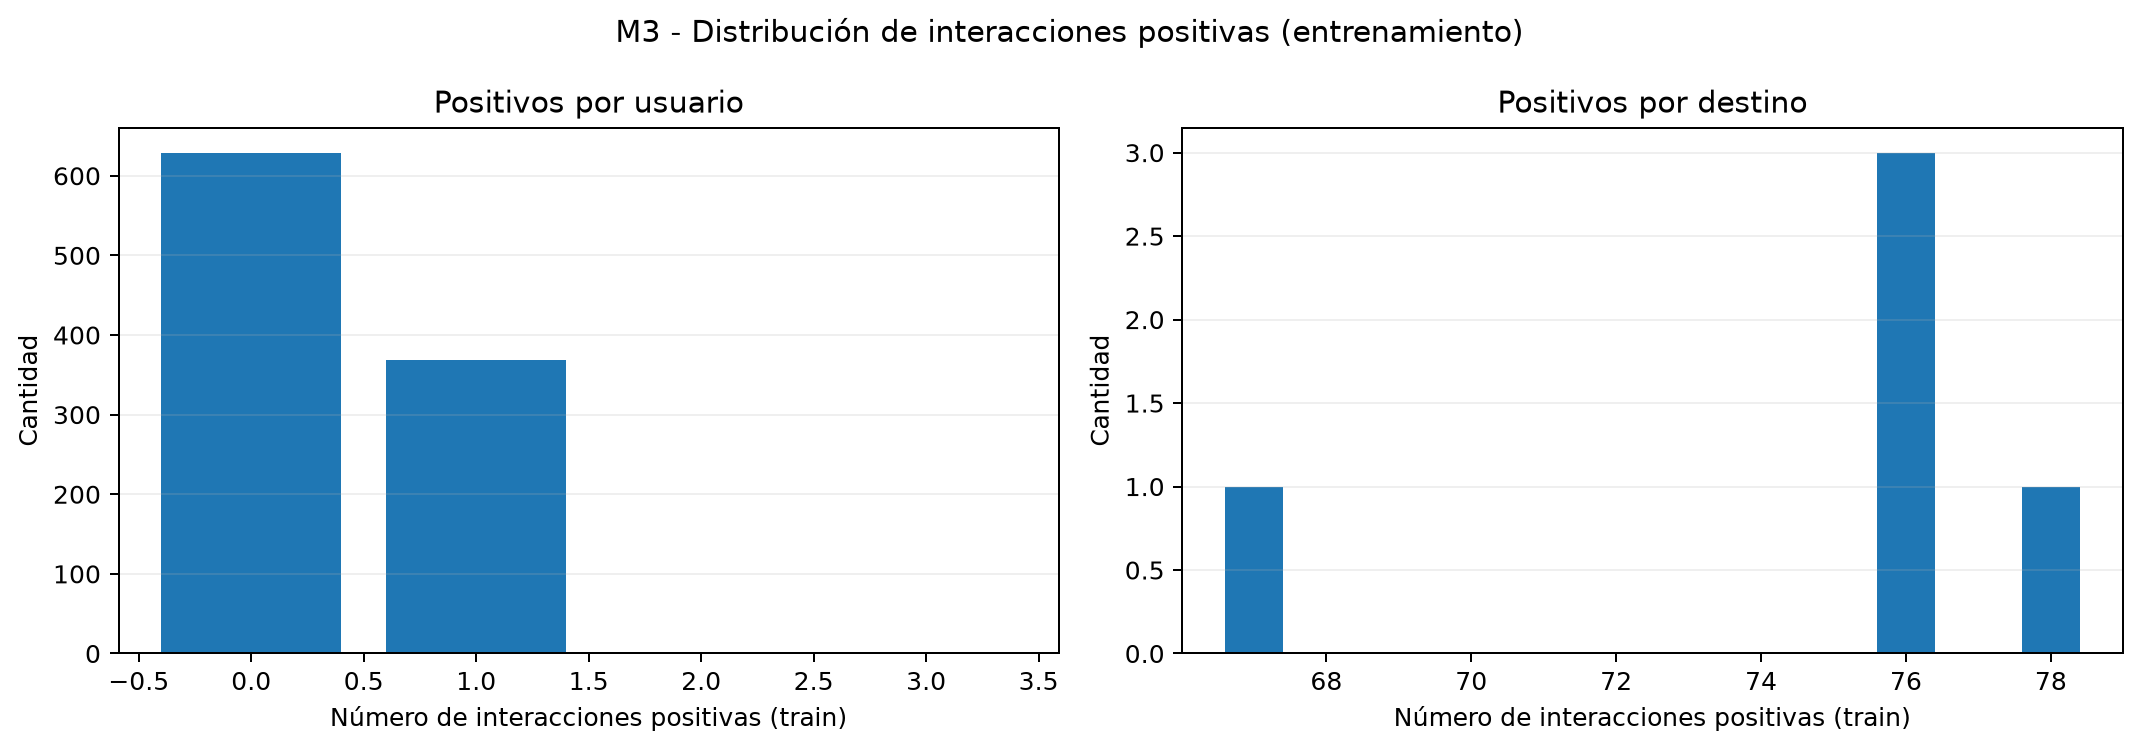 M3 - Distribución de interacciones positivas (entrenamiento)
Positivos por usuario
Cantidad
600
500
400
300
200
100
0
−0.5 0.0 0.5 1.0 1.5 2.0 2.5 3.0 3.5
Número de interacciones positivas (train)
Positivos por destino
Cantidad
3.0
2.5
2.0
1.5
1.0
0.5
0.0
68 70 72 74 76 78
Número de interacciones positivas (train)